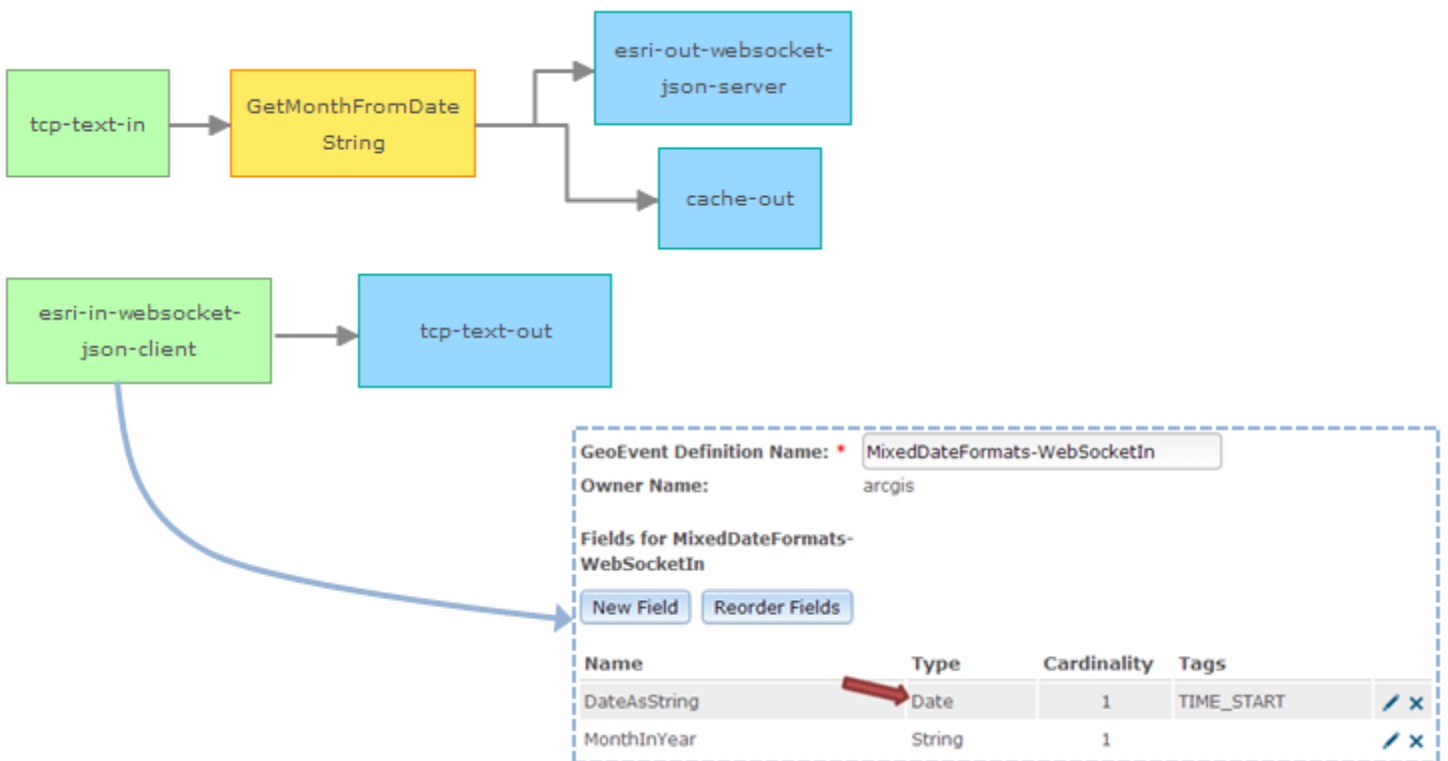 esri-out-websocket-
json-server
tcp-text-in
GetMonthFromDate
String
cache-out
esri-in-websocket-
json-client
tcp-text-out
GeoEvent Definition Name: * MixedDateFormats-WebSocketIn
Owner Name: arcgis
Fields for MixedDateFormats-
WebSocketIn
New Field Reorder Fields
Name Type Cardinality Tags
DateAsString Date 1 TIME_START
MonthInYear String 1